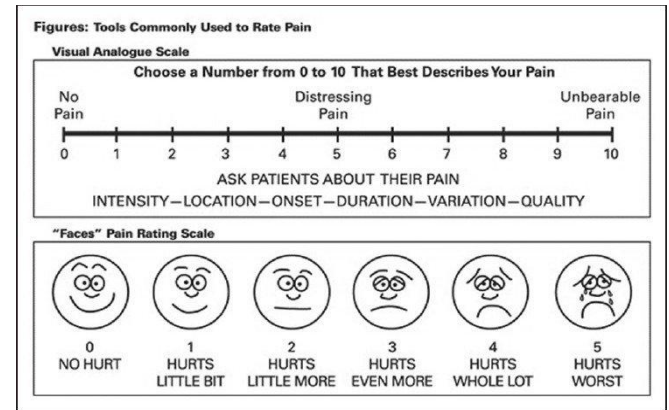 Figures: Tools Commonly Used to Rate Pain
Visual Analogue Scale
Choose a Number from 0 to 10 That Best Describes Your Pain
No Distressing Unbearable
Pain Pain Pain
0 1 2 3 4 5 6 7 8 9 10
ASK PATIENTS ABOUT THEIR PAIN
INTENSITY—LOCATION—ONSET—DURATION—VARIATION—QUALITY
"Faces" Pain Rating Scale
0 1 2 3 4 5
NO HURT HURTS HURTS HURTS HURTS HURTS
LITTLE BIT LITTLE MORE EVEN MORE WHOLE LOT WORST